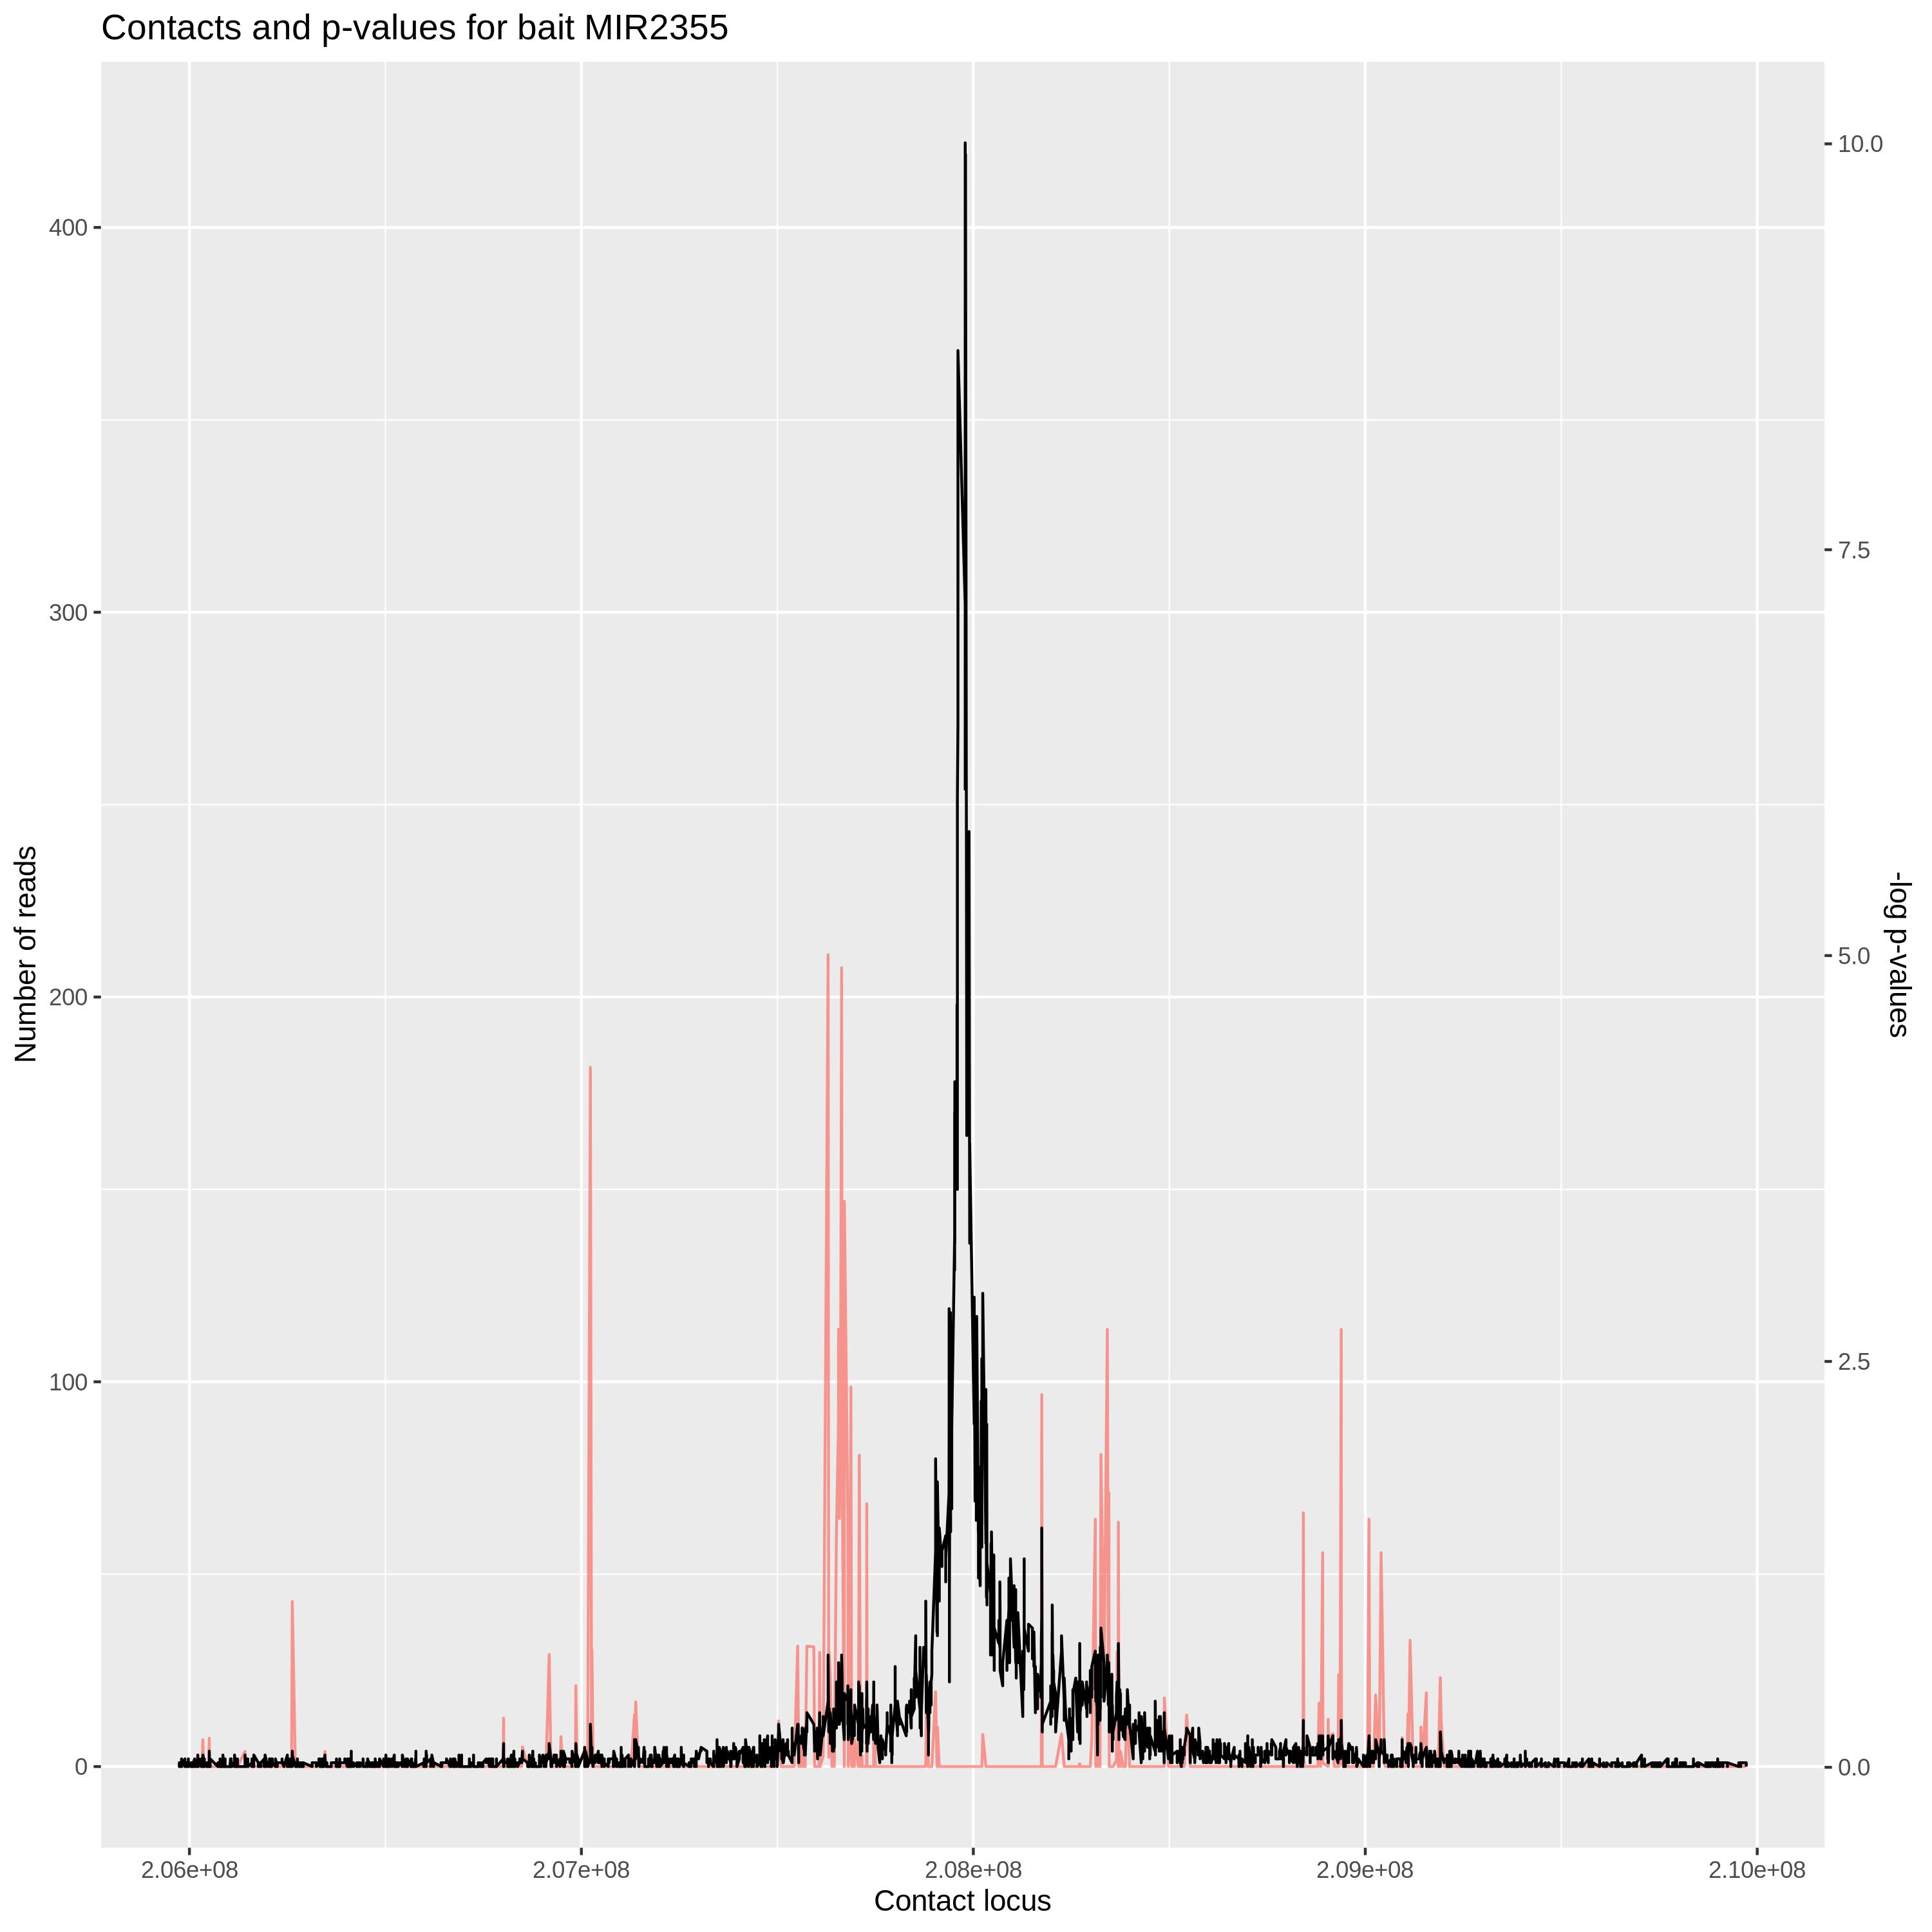 Contacts and p-values for bait MIR2355
Number of reads
400
300
200
100
0
10.0
7.5
5.0
2.5
0.0
-log p-values
2.06e+08
2.07e+08
2.08e+08
2.09e+08
2.10e+08
Contact locus